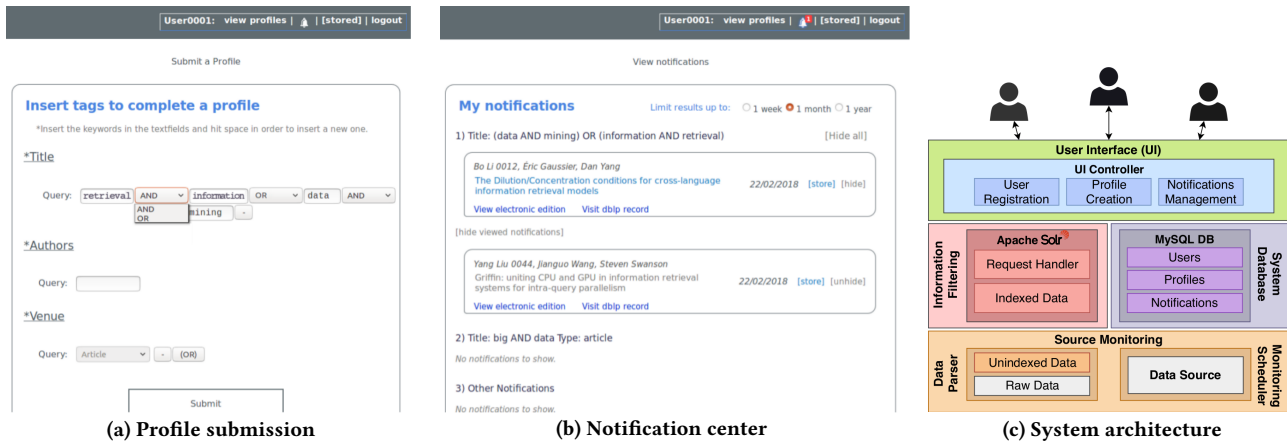 User0001: view profiles | | [stored] | logout
Submit a Profile
Insert tags to complete a profile
*Insert the keywords in the textfields and hit space in order to insert a new one.
*Title
Query: retrieval AND information OR data AND
AND
OR
mining -
*Authors
Query:
*Venue
Query: Article - (OR)
Submit
(a) Profile submission
User0001: view profiles | 1 | [stored] | logout
View notifications
My notifications Limit results up to: 1 week 1 month 1 year
1) Title: (data AND mining) OR (information AND retrieval) [Hide all]
Bo Li 0012, Éric Gaussier, Dan Yang
The Dilution/Concentration conditions for cross-language
information retrieval models 22/02/2018 [store] [hide]
View electronic edition Visit dblp record
[hide viewed notifications]
Yang Liu 0044, Jianguo Wang, Steven Swanson
Griffin: uniting CPU and GPU in information retrieval
systems for intra-query parallelism 22/02/2018 [store] [unhide]
View electronic edition Visit dblp record
2) Title: big AND data Type: article
No notifications to show.
3) Other Notifications
No notifications to show.
(b) Notification center
User Interface (UI)
UI Controller
User
Registration
Profile
Creation
Notifications
Management
Information
Filtering
Apache Solr
Request Handler
Indexed Data
MySQL DB
Users
Profiles
Notifications
System
Database
Source Monitoring
Data
Parser
Unindexed Data
Raw Data
Data Source
Monitoring
Scheduler
(c) System architecture